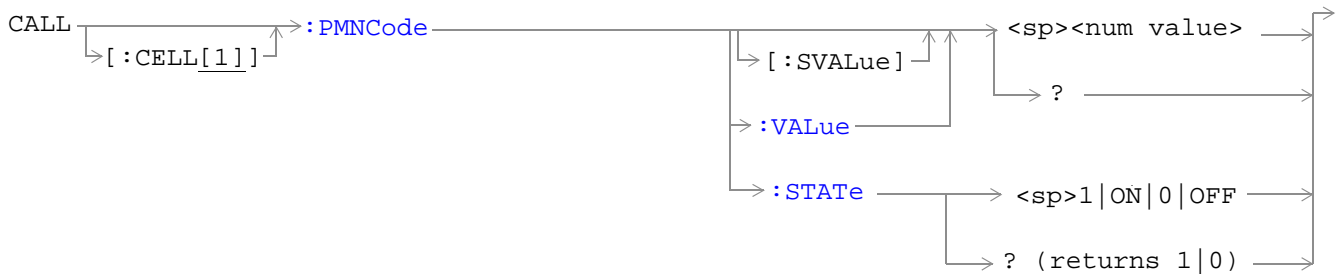 CALL :PMNCode <sp><num value>
[:CELL[1]] [:SVALue]
?
:VALue
:STATe <sp>1|ON|0|OFF
? (returns 1|0)